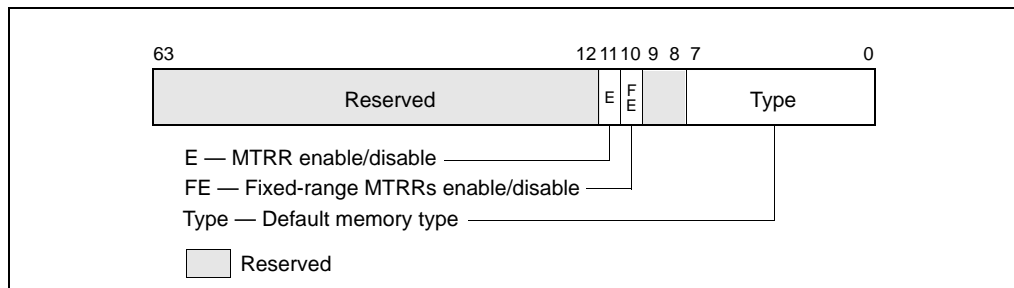 63 12 11 10 9 8 7 0
Reserved E FE Type
E — MTRR enable/disable
FE — Fixed-range MTRRs enable/disable
Type — Default memory type
Reserved